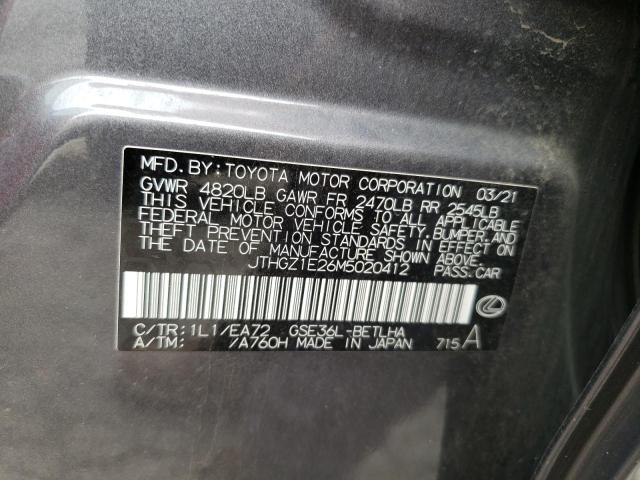 MFD. BY: TOYOTA MOTOR CORPORATION 03/21
GVWR 4820LB GAWR FR 2470LB RR 2545LB
THIS VEHICLE CONFORMS TO ALL APPLICABLE
FEDERAL MOTOR VEHICLE SAFETY, BUMPER, AND
THEFT PREVENTION STANDARDS IN EFFECT ON
THE DATE OF MANUFACTURE SHOWN ABOVE.
JTHGZ1E26M5020412 PASS.CAR
C/TR: 1L1/EA72 GSE36L-BETLHA
A/TM: /A760H MADE IN JAPAN 715 A